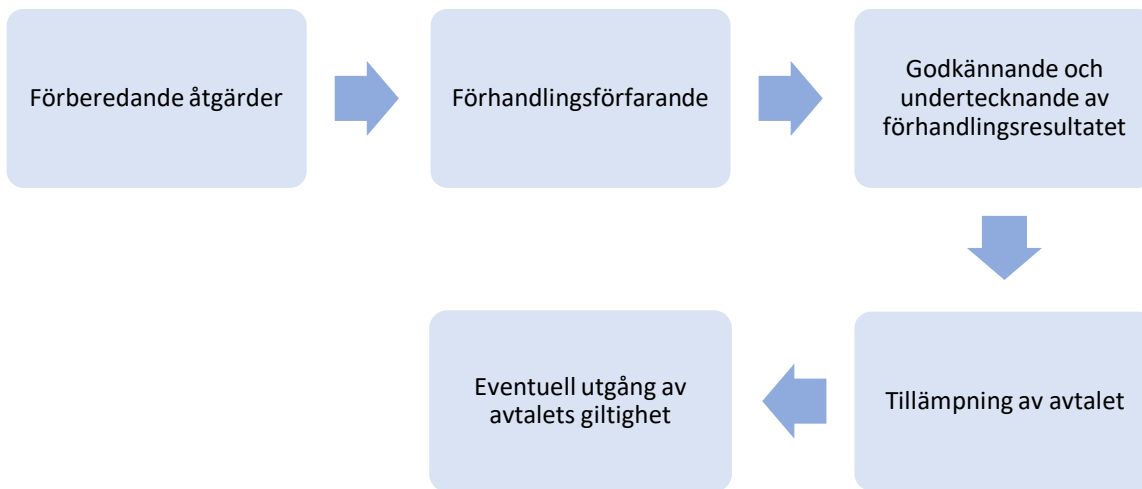 Förberedande åtgärder
Förhandlingsförfarande
Godkännande och
undertecknande av
förhandlingsresultatet
Tillämpning av avtalet
Eventuell utgång av
avtalets giltighet